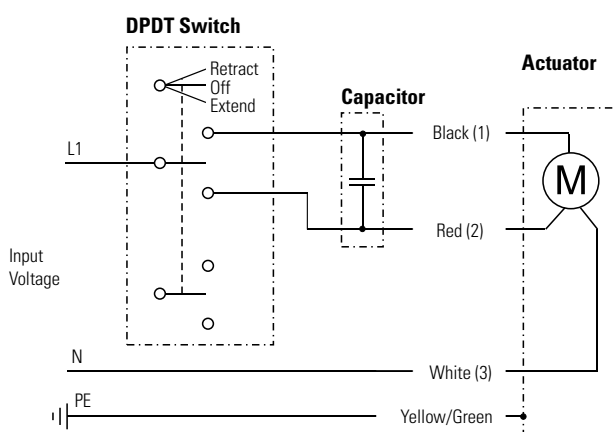 DPDT Switch
Retract
Off
Extend
Capacitor
Actuator
L1
Black (1)
M
Red (2)
Input
Voltage
N
White (3)
PE
Yellow/Green